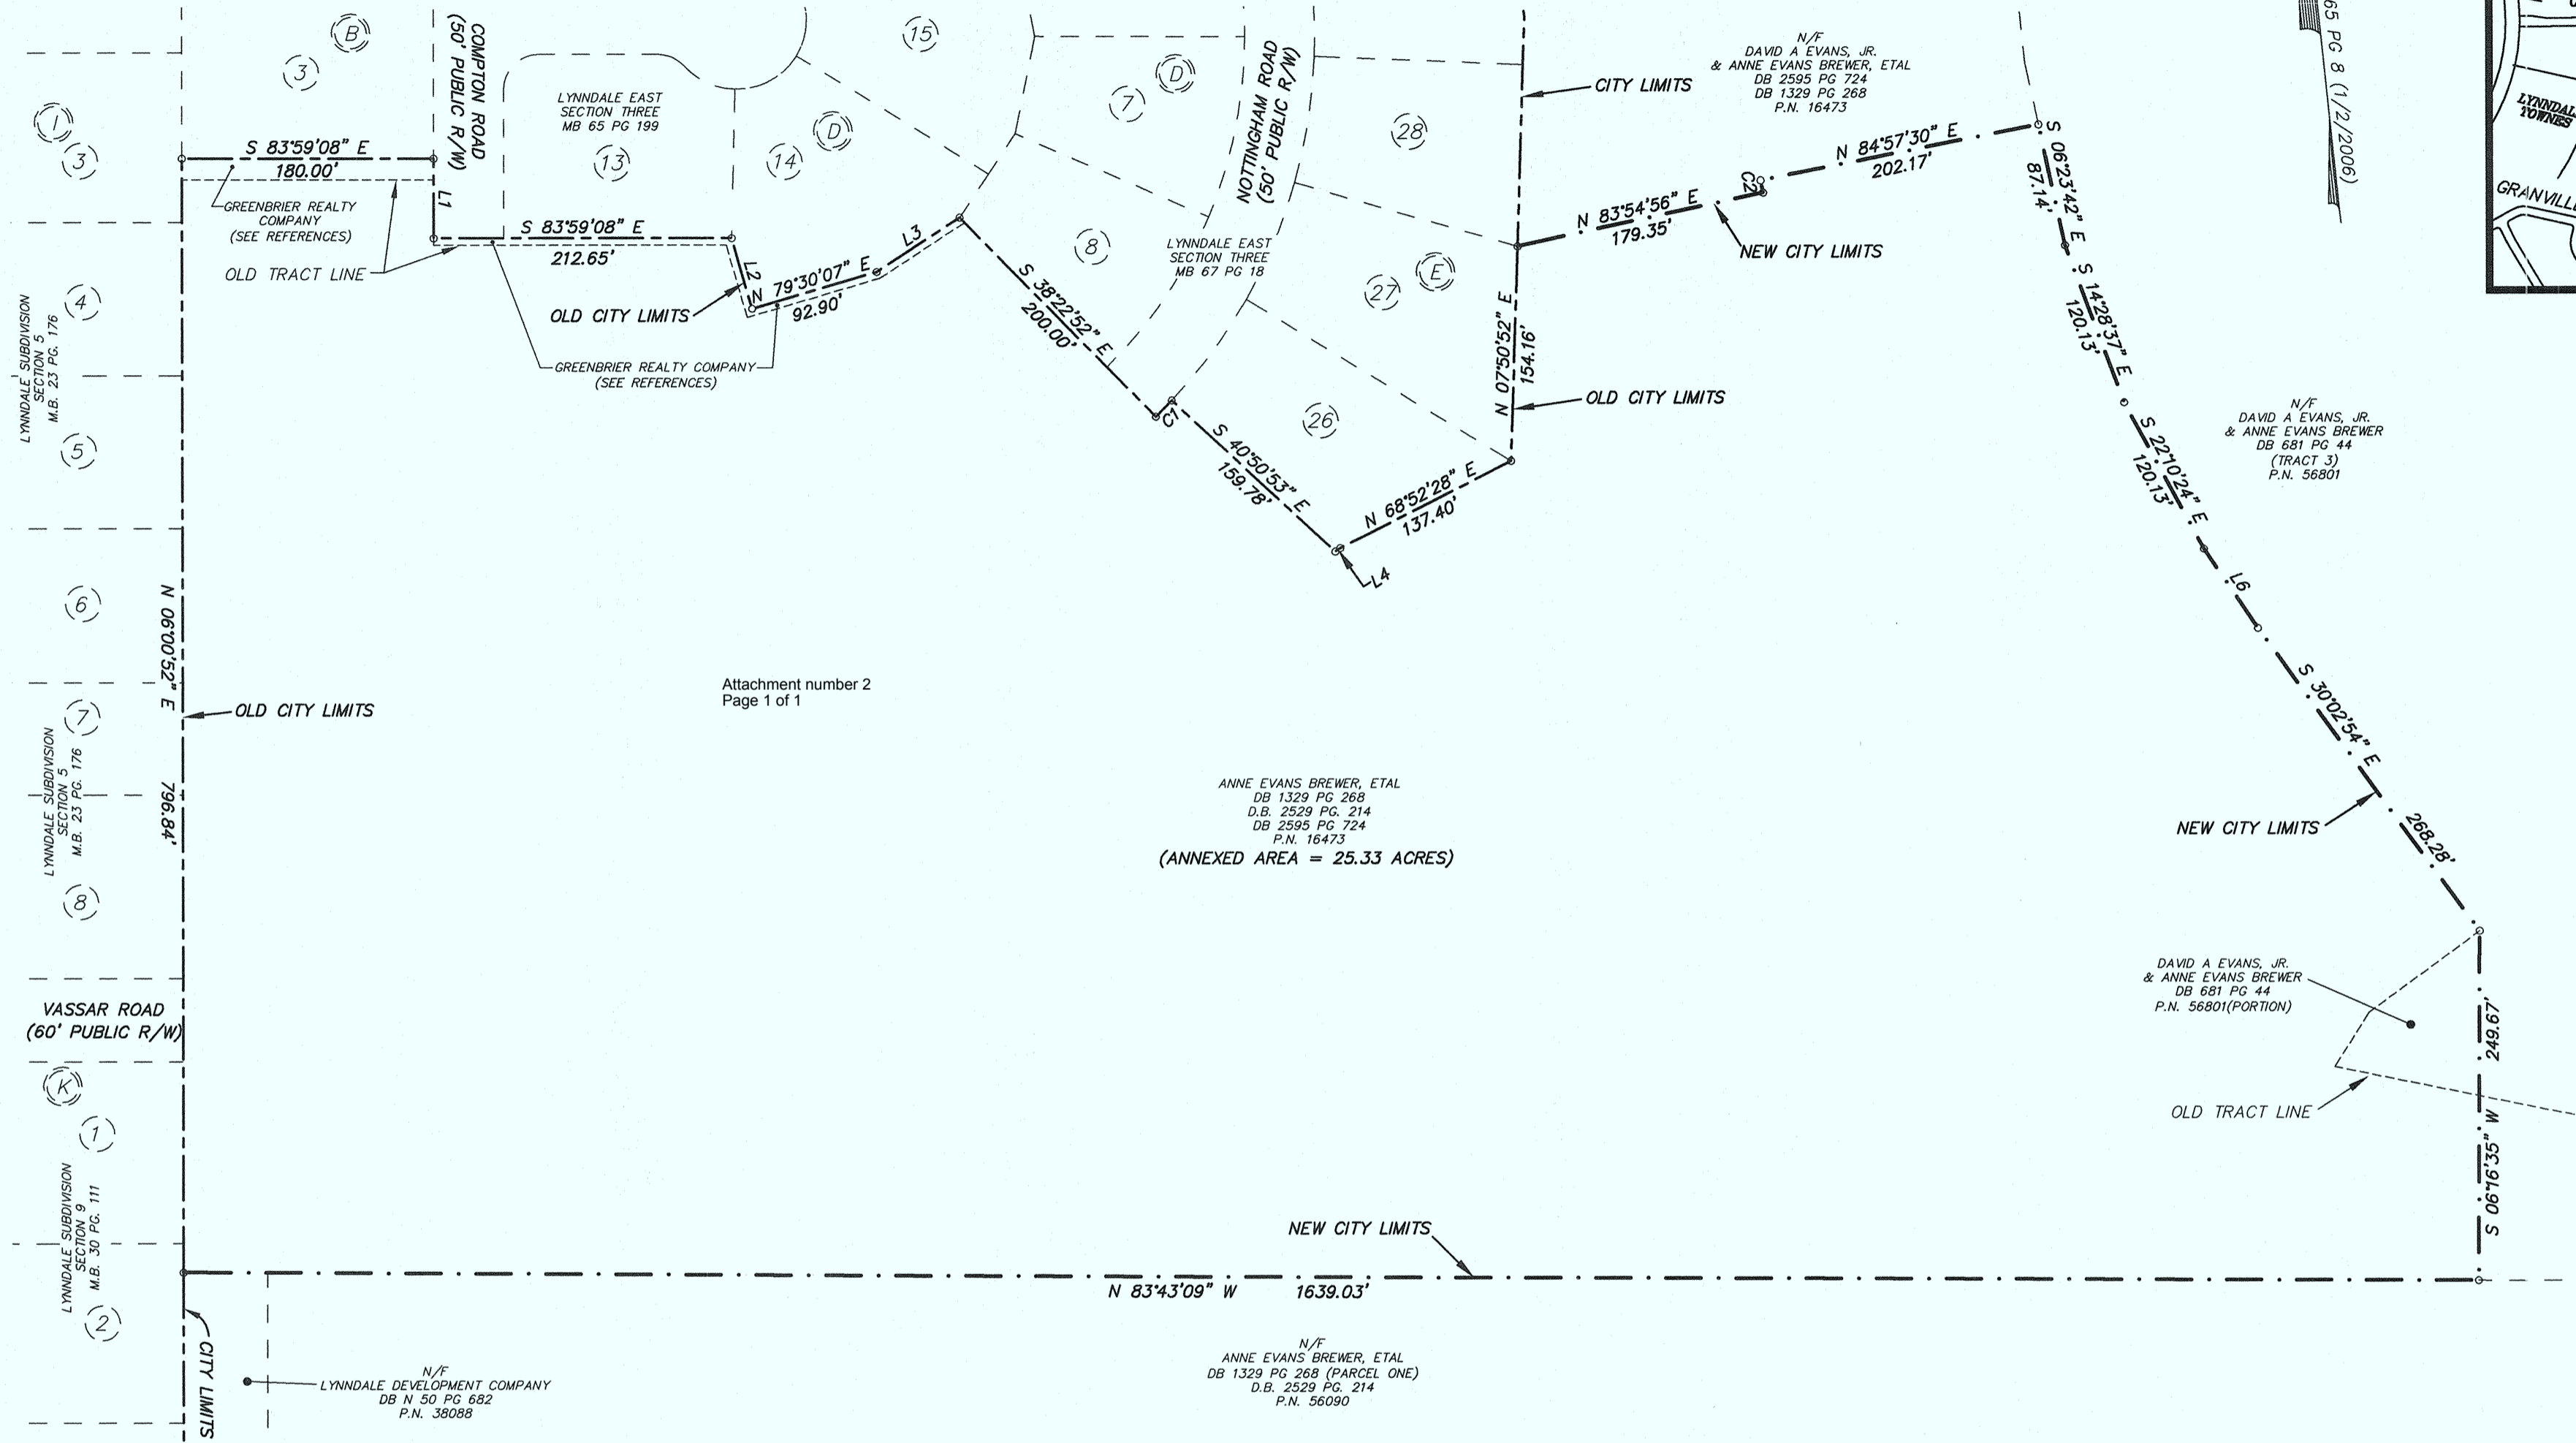 B
3
COMPTON ROAD
(50' PUBLIC R/W)
15
D
7
NOTTINGHAM ROAD
(50' PUBLIC R/W)
28
CITY LIMITS
N/F
DAVID A EVANS, JR.
& ANNE EVANS BREWER, ETAL
DB 2595 PG 724
DB 1329 PG 268
P.N. 16473
65 PG 8 (1/2/2006)
TOWNES
3
LYNNDALE EAST
SECTION THREE
MB 65 PG 199
13
14
D
S 83°59'08" E
180.00'
L1
GREENBRIER REALTY
COMPANY
(SEE REFERENCES)
OLD TRACT LINE
S 83°59'08" E
212.65'
L2
L3
N 79°30'07" E
92.90'
OLD CITY LIMITS
GREENBRIER REALTY COMPANY
(SEE REFERENCES)
8
LYNNDALE EAST
SECTION THREE
MB 67 PG 18
27
E
S 38°22'52" E
200.00'
C1
26
S 40°50'53" E
159.78'
L4
N 68°52'28" E
137.40'
N 07°50'52" E
154.16'
OLD CITY LIMITS
N 83°54'56" E
179.35'
NEW CITY LIMITS
C2
N 84°57'30" E
202.17'
S 06°23'42" E
87.14'
S 14°28'37" E
120.13'
S 22°10'24" E
120.13'
L6
S 30°02'54" E
268.28'
NEW CITY LIMITS
N/F
DAVID A EVANS, JR.
& ANNE EVANS BREWER
DB 681 PG 44
(TRACT 3)
P.N. 56801
LYNNDALE SUBDIVISION
SECTION 5
M.B. 23 PG. 176
4
5
6
N 06°00'52" E
796.84'
OLD CITY LIMITS
7
LYNNDALE SUBDIVISION
SECTION 5
M.B. 23 PG. 176
8
Attachment number 2
Page 1 of 1
ANNE EVANS BREWER, ETAL
DB 1329 PG 268
D.B. 2529 PG. 214
DB 2595 PG 724
P.N. 16473
(ANNEXED AREA = 25.33 ACRES)
DAVID A EVANS, JR.
& ANNE EVANS BREWER
DB 681 PG 44
P.N. 56801(PORTION)
OLD TRACT LINE
249.67'
S 06°16'35" W
VASSAR ROAD
(60' PUBLIC R/W)
K
1
LYNNDALE SUBDIVISION
SECTION 9
M.B. 30 PG. 111
2
CITY LIMITS
NEW CITY LIMITS
N 83°43'09" W
1639.03'
N/F
LYNNDALE DEVELOPMENT COMPANY
DB N 50 PG 682
P.N. 38088
N/F
ANNE EVANS BREWER, ETAL
DB 1329 PG 268 (PARCEL ONE)
D.B. 2529 PG. 214
P.N. 56090